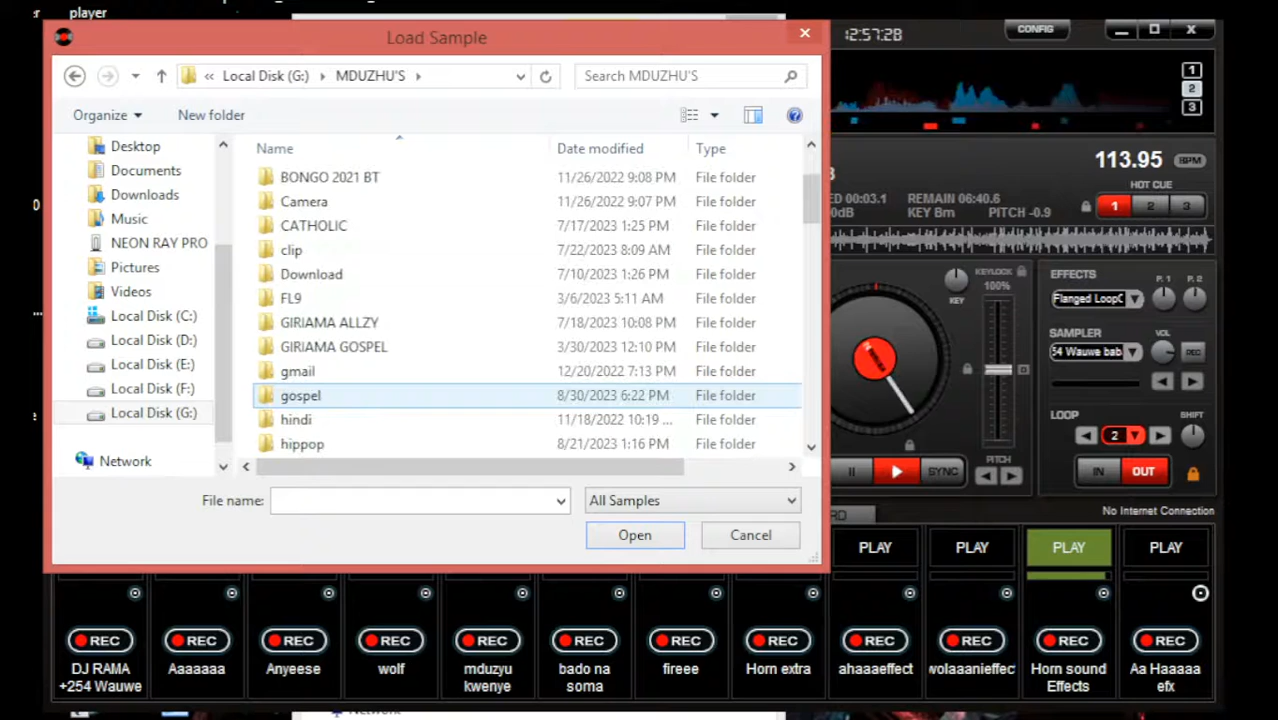 player
Load Sample
12:57:28
CONFIG
« Local Disk (G:) MDUZHU'S
Search MDUZHU'S
Organize
New folder
1
2
3
Desktop
Documents
Downloads
Music
NEON RAY PRO
Pictures
Videos
Local Disk (C:)
Local Disk (D:)
Local Disk (E:)
Local Disk (F:)
Local Disk (G:)
Network
Name Date modified Type
BONGO 2021 BT 11/26/2022 9:08 PM File folder
Camera 11/26/2022 9:07 PM File folder
CATHOLIC 7/17/2023 1:25 PM File folder
clip 7/22/2023 8:09 AM File folder
Download 7/10/2023 1:26 PM File folder
FL9 3/6/2023 5:11 AM File folder
GIRIAMA ALLZY 7/18/2023 10:08 PM File folder
GIRIAMA GOSPEL 3/30/2023 12:10 PM File folder
gmail 12/20/2022 7:13 PM File folder
gospel 8/30/2023 6:22 PM File folder
hindi 11/18/2022 10:19 ... File folder
hippop 8/21/2023 1:16 PM File folder
File name:
All Samples
Open
Cancel
113.95 BPM
HOT CUE
REMAIN 06:40.6
0dB KEY Bm PITCH -0.9
1 2 3
KEYLOCK
100%
KEY
EFFECTS
P. 1 P. 2
Flanged Loop
SAMPLER
VOL
54 Wauwe bab
REC
LOOP
SHIFT
2
PITCH
SYNC
IN OUT
No Internet Connection
PLAY PLAY PLAY PLAY
REC REC REC REC REC REC REC REC REC REC REC REC
DJ RAMA +254 Wauwe
Aaaaaaa
Anyeese
wolf
mduzyu kwenye
bado na soma
fireee
Horn extra
ahaaaeffect
wolaaanieffec
Horn sound Effects
Aa Haaaaa efx